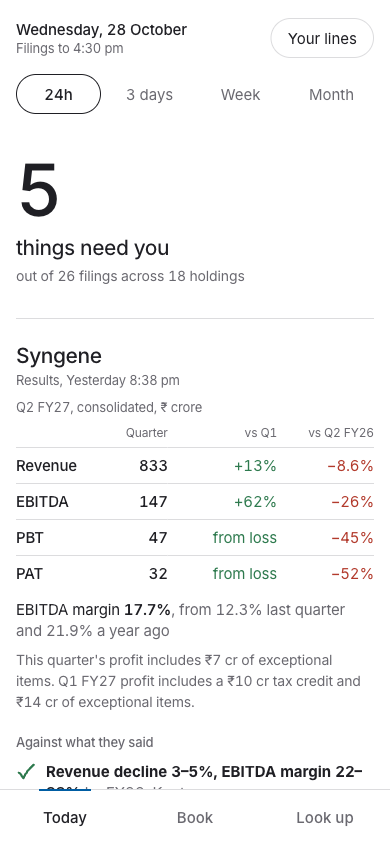 Wednesday, 28 October
Filings to 4:30 pm
Your lines
24h 3 days Week Month
5
things need you
out of 26 filings across 18 holdings
Syngene
Results, Yesterday 8:38 pm
Q2 FY27, consolidated, ₹ crore
Quarter vs Q1 vs Q2 FY26
Revenue 833 +13% −8.6%
EBITDA 147 +62% −26%
PBT 47 from loss −45%
PAT 32 from loss −52%
EBITDA margin 17.7%, from 12.3% last quarter
and 21.9% a year ago
This quarter's profit includes ₹7 cr of exceptional
items. Q1 FY27 profit includes a ₹10 cr tax credit and
₹14 cr of exceptional items.
Against what they said
Revenue decline 3–5%, EBITDA margin 22–
Today Book Look up